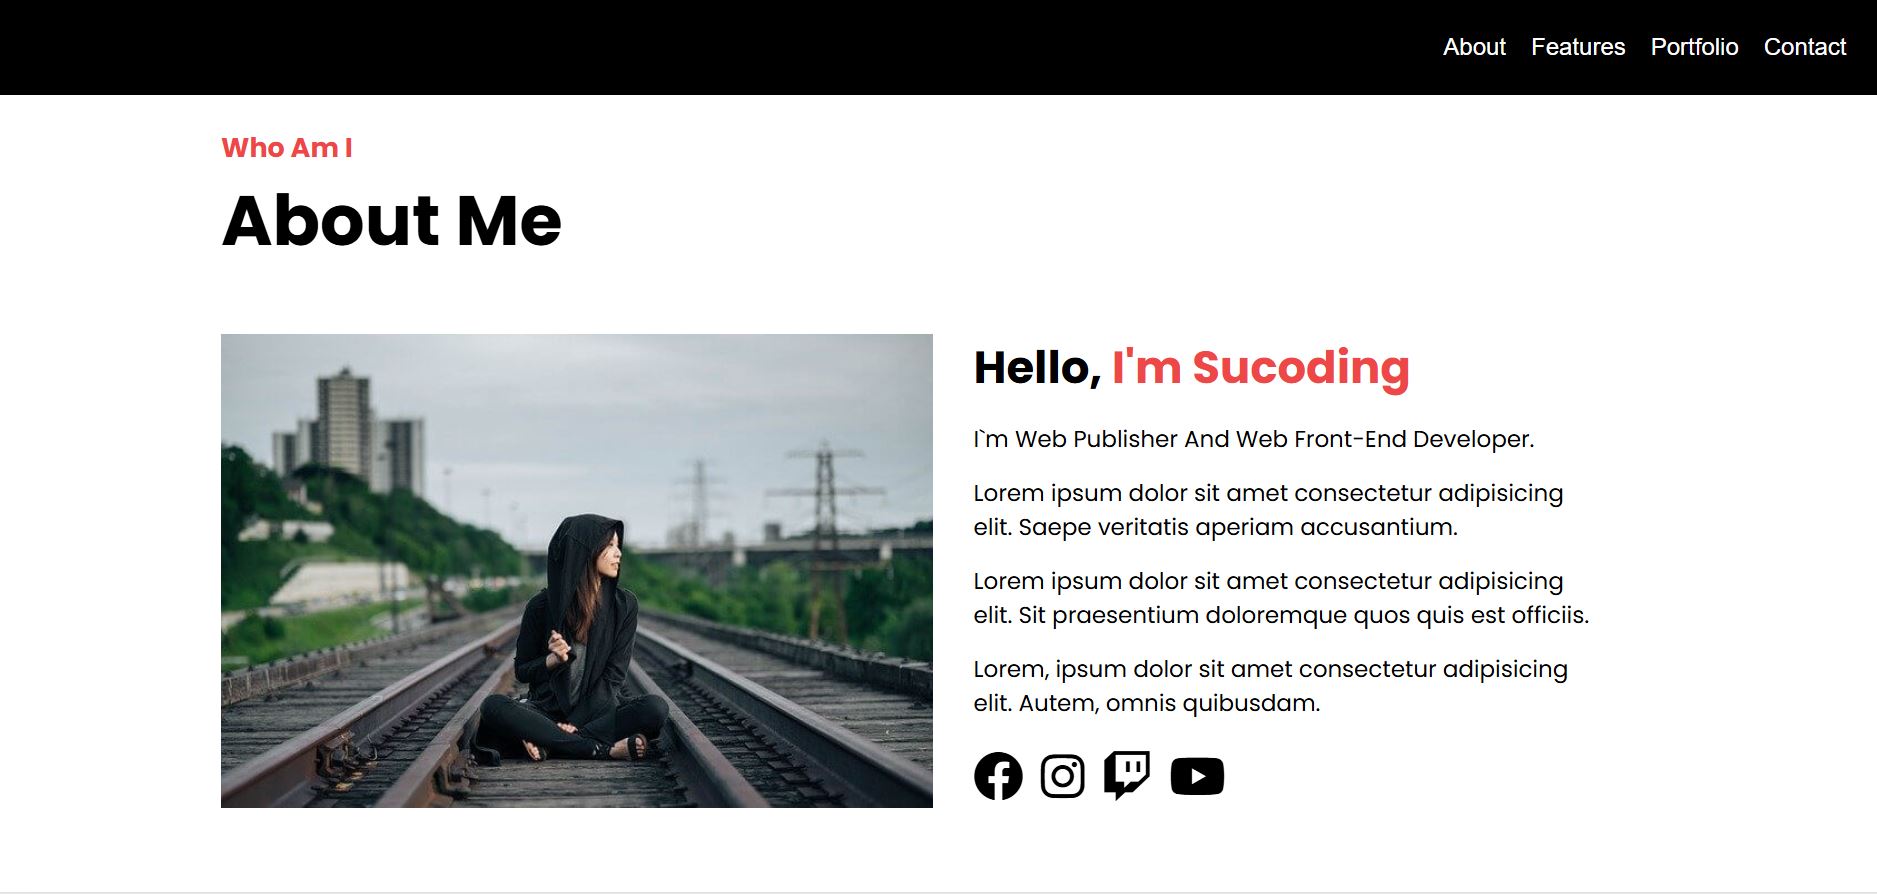 About Features Portfolio Contact
Who Am I
About Me
Hello, I'm Sucoding
I`m Web Publisher And Web Front-End Developer.
Lorem ipsum dolor sit amet consectetur adipisicing
elit. Saepe veritatis aperiam accusantium.
Lorem ipsum dolor sit amet consectetur adipisicing
elit. Sit praesentium doloremque quos quis est officiis.
Lorem, ipsum dolor sit amet consectetur adipisicing
elit. Autem, omnis quibusdam.